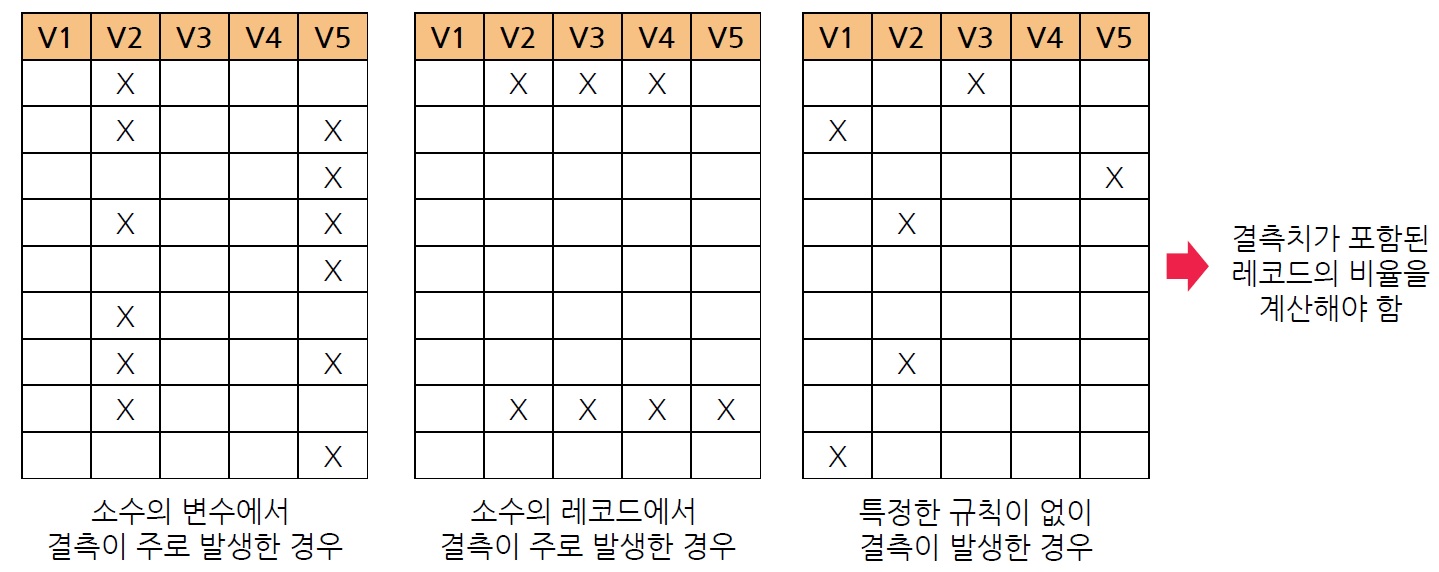 V1 V2 V3 V4 V5
X
X X
X
X X
X
X
X X
X
X
소수의 변수에서
결측이 주로 발생한 경우
V1 V2 V3 V4 V5
X X X
X X X X
소수의 레코드에서
결측이 주로 발생한 경우
V1 V2 V3 V4 V5
X
X
X
X
X
X
특정한 규칙이 없이
결측이 발생한 경우
결측치가 포함된
레코드의 비율을
계산해야 함